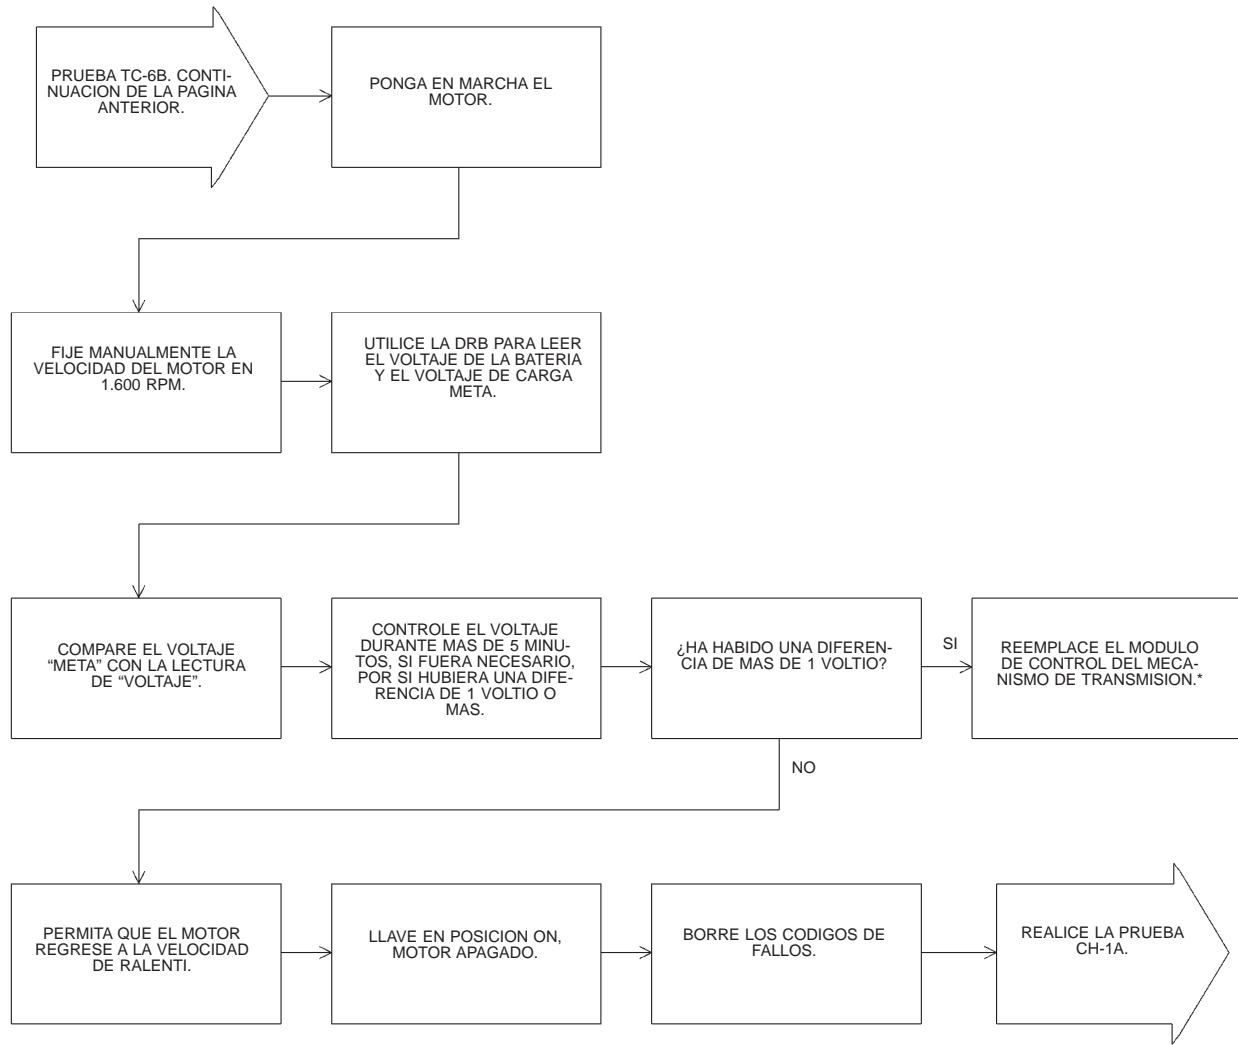 PRUEBA TC-6B. CONTI-
NUACION DE LA PAGINA
ANTERIOR.
PONGA EN MARCHA EL
MOTOR.
FIJE MANUALMENTE LA
VELOCIDAD DEL MOTOR EN
1.600 RPM.
UTILICE LA DRB PARA LEER
EL VOLTAJE DE LA BATERIA
Y EL VOLTAJE DE CARGA
META.
COMPARE EL VOLTAJE
“META” CON LA LECTURA
DE “VOLTAJE”.
CONTROLE EL VOLTAJE
DURANTE MAS DE 5 MINU-
TOS, SI FUERA NECESARIO,
POR SI HUBIERA UNA DIFE-
RENCIA DE 1 VOLTIO O
MAS.
¿HA HABIDO UNA DIFEREN-
CIA DE MAS DE 1 VOLTIO?
SI
REEMPLACE EL MODULO
DE CONTROL DEL MECA-
NISMO DE TRANSMISION.*
NO
PERMITA QUE EL MOTOR
REGRESE A LA VELOCIDAD
DE RALENTI.
LLAVE EN POSICION ON,
MOTOR APAGADO.
BORRE LOS CODIGOS DE
FALLOS.
REALICE LA PRUEBA
CH-1A.